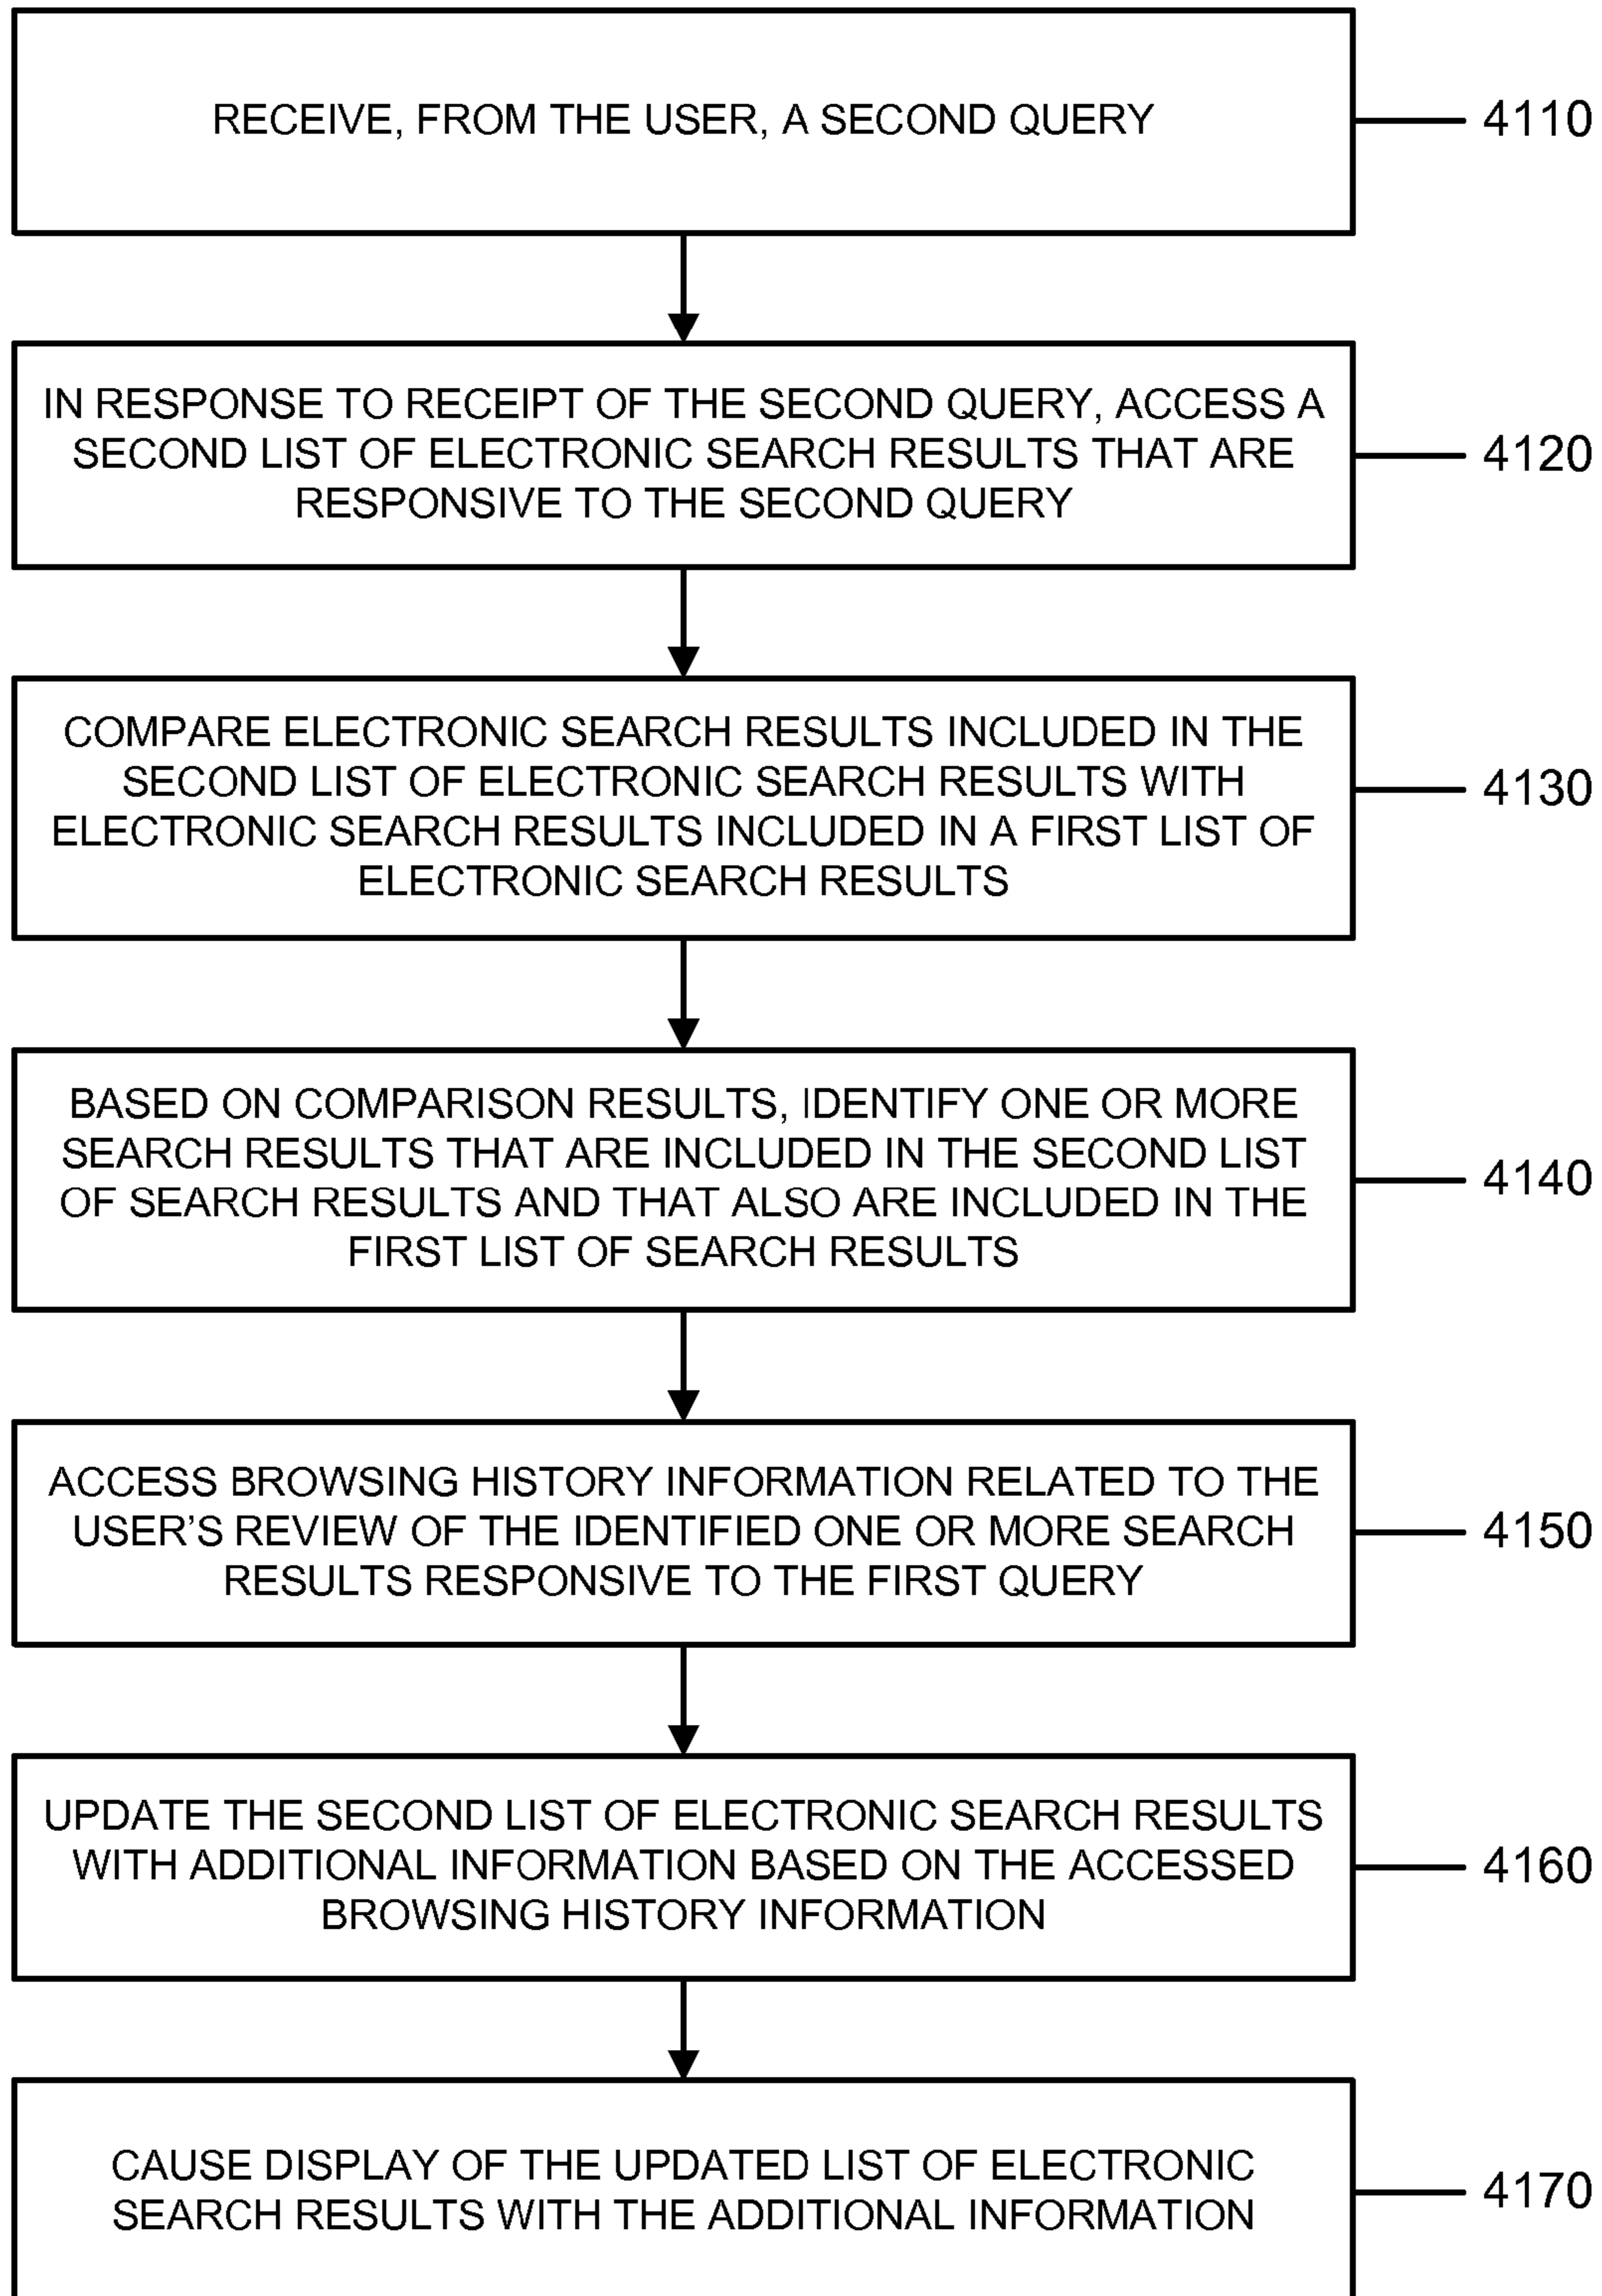 RECEIVE, FROM THE USER, A SECOND QUERY
4110
IN RESPONSE TO RECEIPT OF THE SECOND QUERY, ACCESS A
SECOND LIST OF ELECTRONIC SEARCH RESULTS THAT ARE
RESPONSIVE TO THE SECOND QUERY
4120
COMPARE ELECTRONIC SEARCH RESULTS INCLUDED IN THE
SECOND LIST OF ELECTRONIC SEARCH RESULTS WITH
ELECTRONIC SEARCH RESULTS INCLUDED IN A FIRST LIST OF
ELECTRONIC SEARCH RESULTS
4130
BASED ON COMPARISON RESULTS, IDENTIFY ONE OR MORE
SEARCH RESULTS THAT ARE INCLUDED IN THE SECOND LIST
OF SEARCH RESULTS AND THAT ALSO ARE INCLUDED IN THE
FIRST LIST OF SEARCH RESULTS
4140
ACCESS BROWSING HISTORY INFORMATION RELATED TO THE
USER'S REVIEW OF THE IDENTIFIED ONE OR MORE SEARCH
RESULTS RESPONSIVE TO THE FIRST QUERY
4150
UPDATE THE SECOND LIST OF ELECTRONIC SEARCH RESULTS
WITH ADDITIONAL INFORMATION BASED ON THE ACCESSED
BROWSING HISTORY INFORMATION
4160
CAUSE DISPLAY OF THE UPDATED LIST OF ELECTRONIC
SEARCH RESULTS WITH THE ADDITIONAL INFORMATION
4170